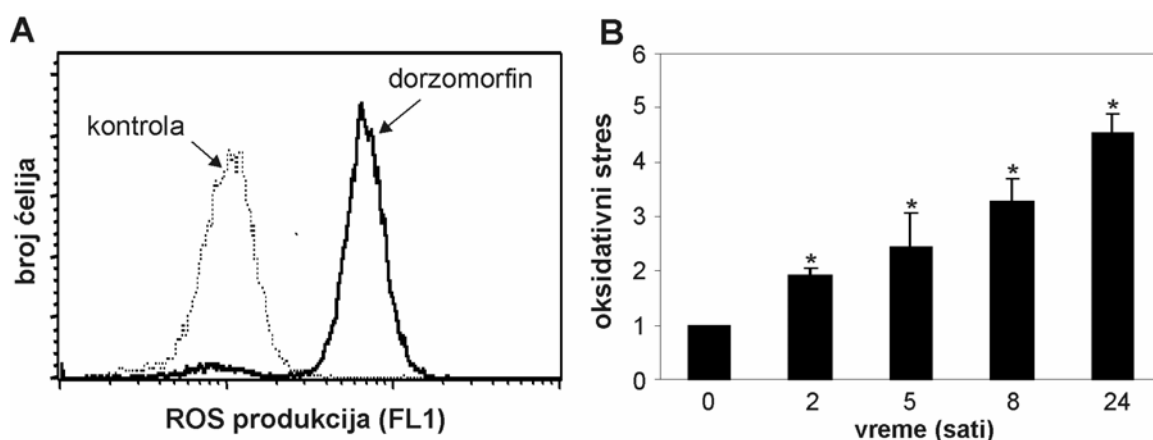 A
kontrola
dorzomorfin
broj ćelija
ROS produkcija (FL1)
B
oksidativni stres
6
5
4
3
2
1
0
*
*
*
*
0 2 5 8 24
vreme (sati)